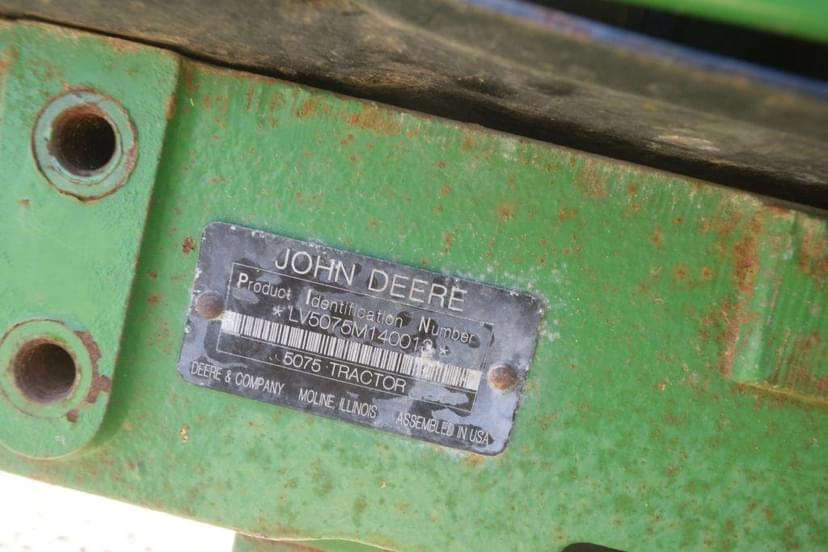 JOHN DEERE
Product Identification Number
*LV5075M140013*
5075 TRACTOR
DEERE & COMPANY MOLINE, ILLINOIS ASSEMBLED IN USA